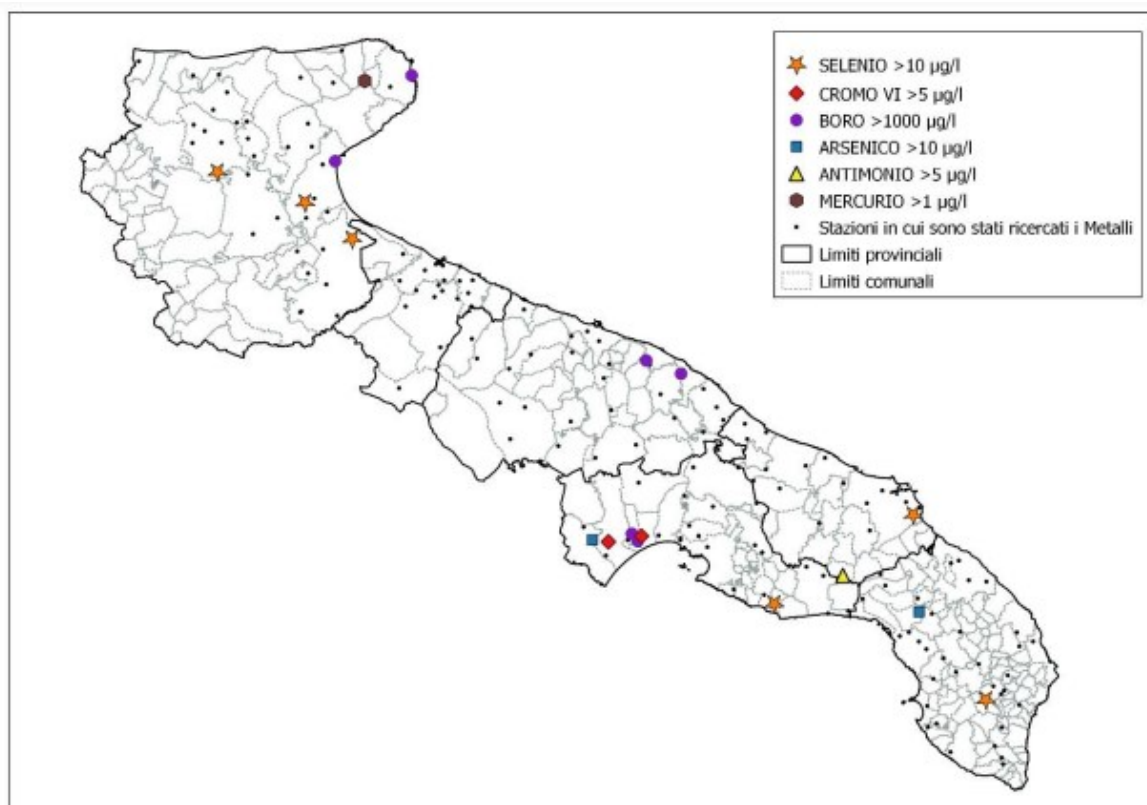 SELENIO >10 µg/l
CROMO VI >5 µg/l
BORO >1000 µg/l
ARSENICO >10 µg/l
ANTIMONIO >5 µg/l
MERCURIO >1 µg/l
Stazioni in cui sono stati ricercati i Metalli
Limiti provinciali
Limiti comunali